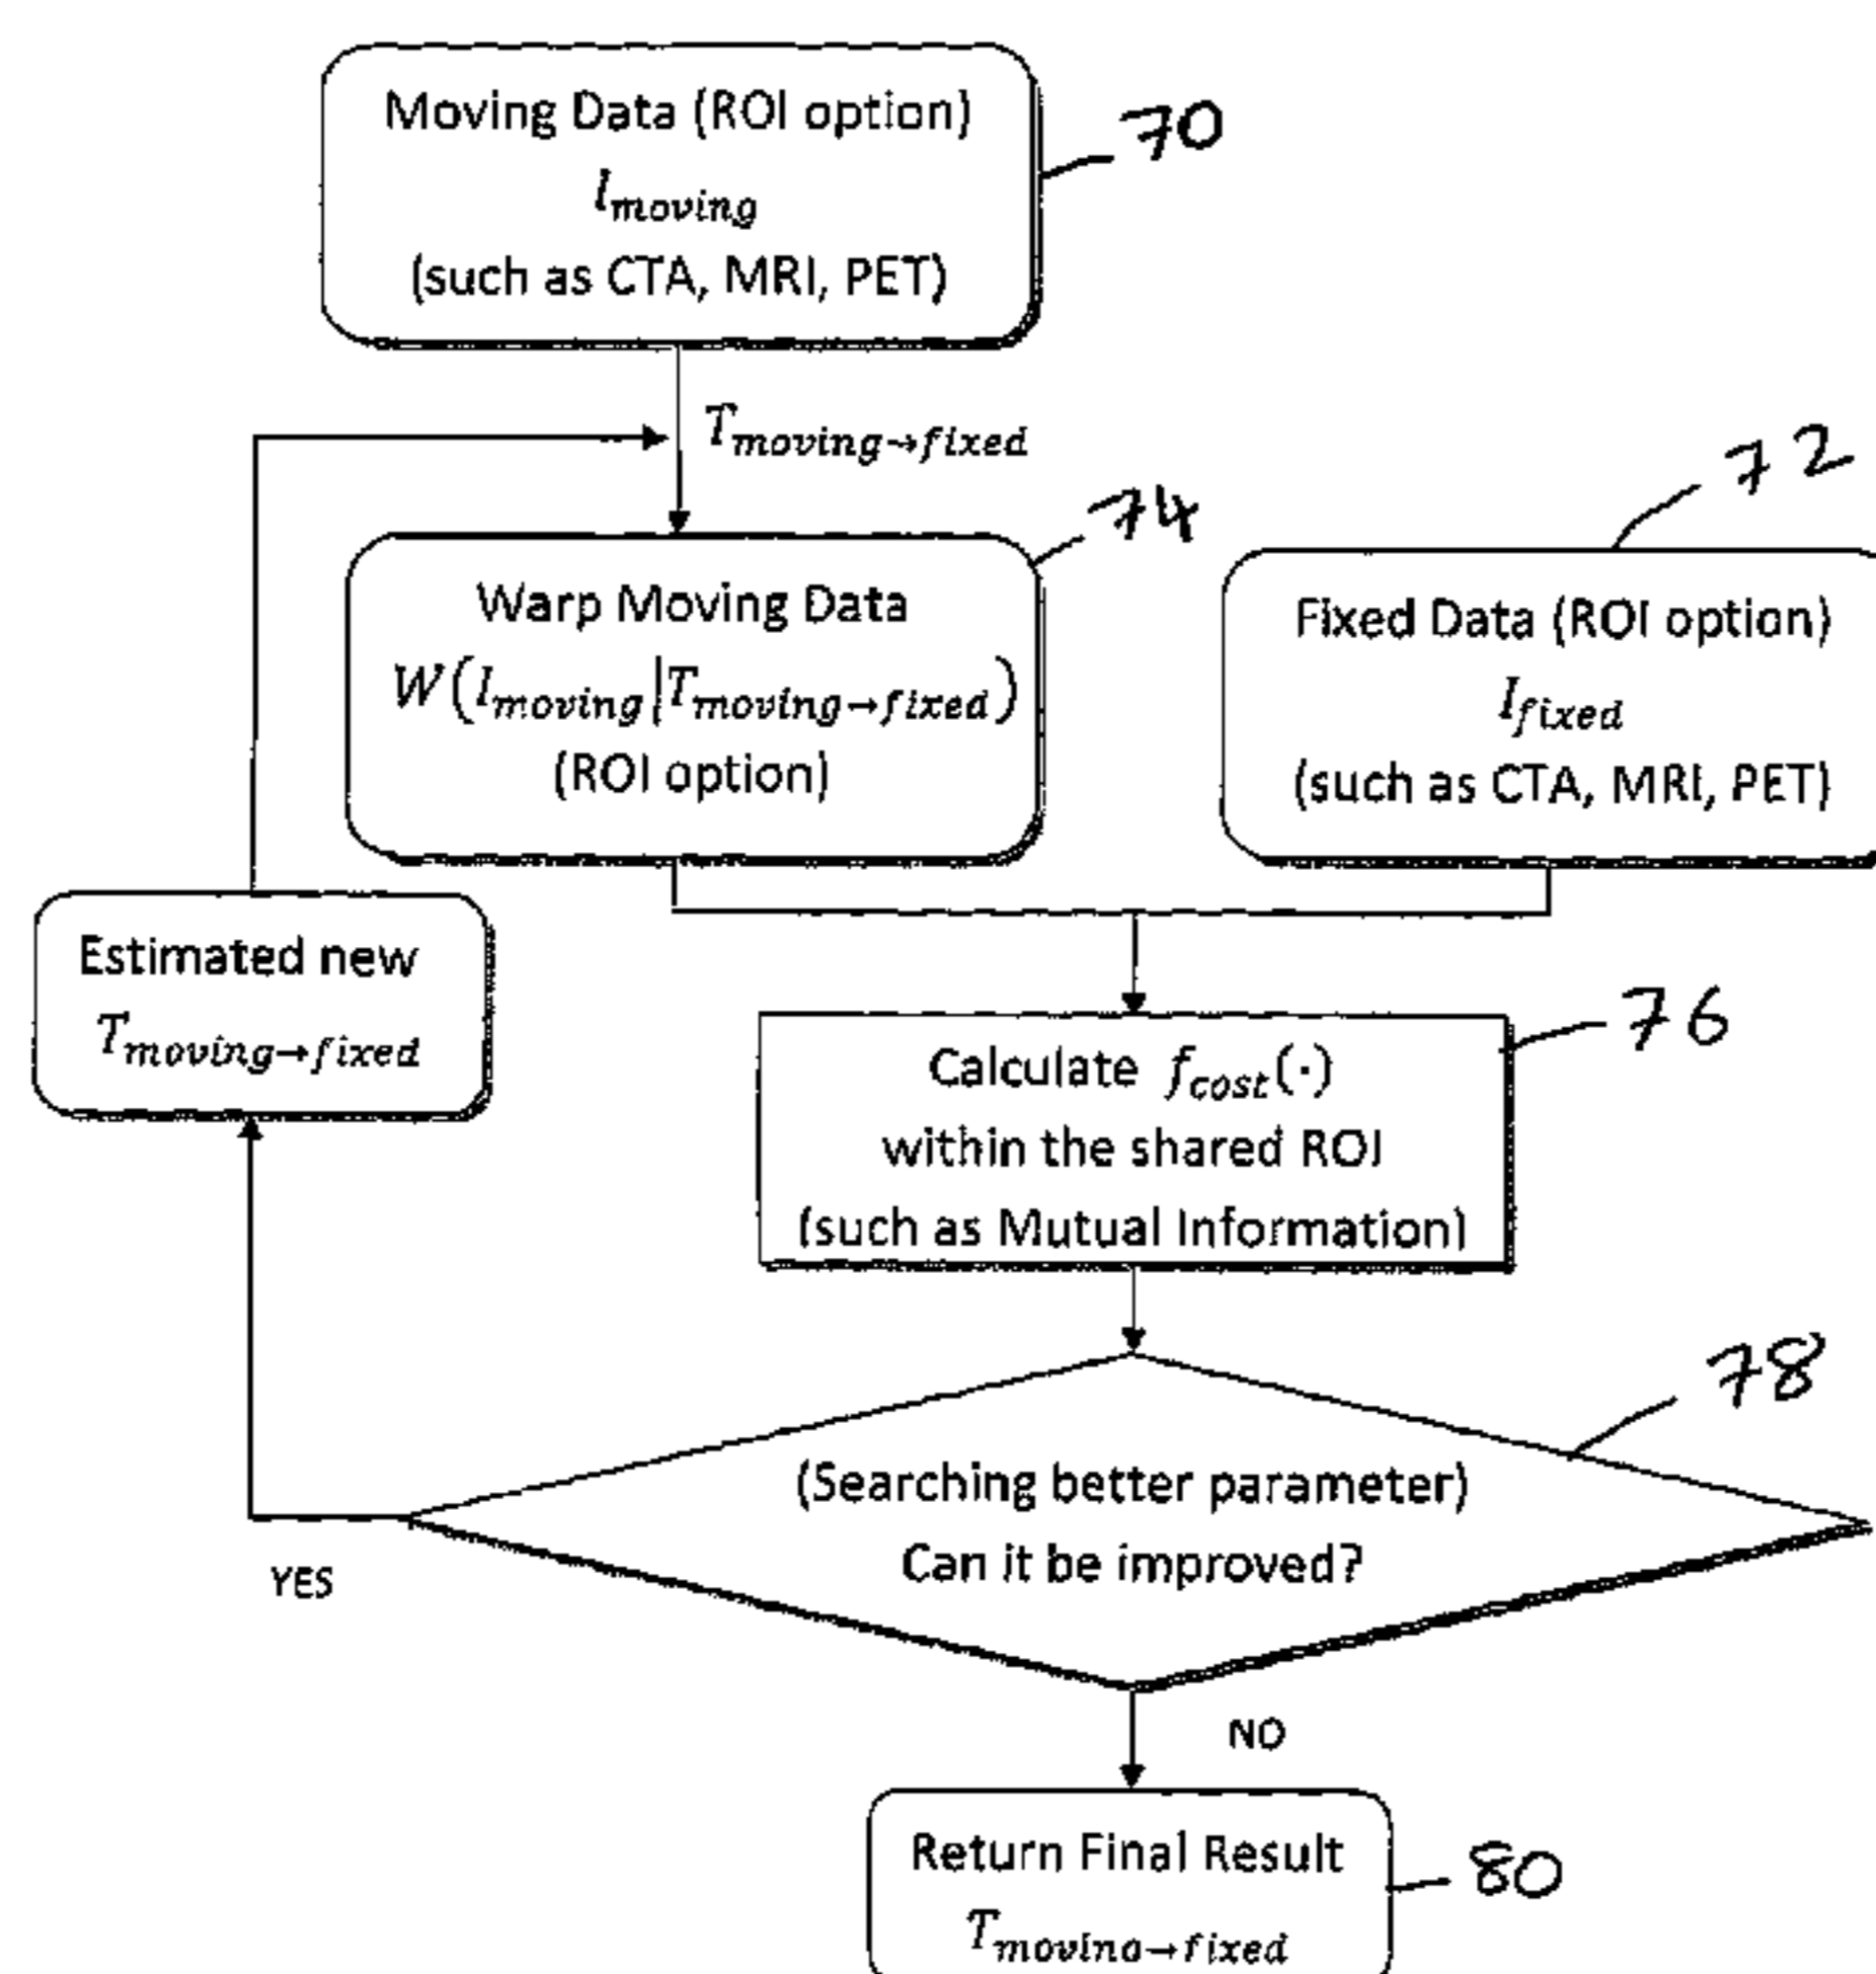 Moving Data (ROI option)
I_moving
(such as CTA, MRI, PET)
70
T_moving→fixed
72
74
Warp Moving Data
W(I_moving|T_moving→fixed)
(ROI option)
Fixed Data (ROI option)
I_fixed
(such as CTA, MRI, PET)
Estimated new
T_moving→fixed
76
Calculate f_cost(·)
within the shared ROI
(such as Mutual Information)
78
(Searching better parameter)
Can it be improved?
YES
NO
Return Final Result
T_moving→fixed
80